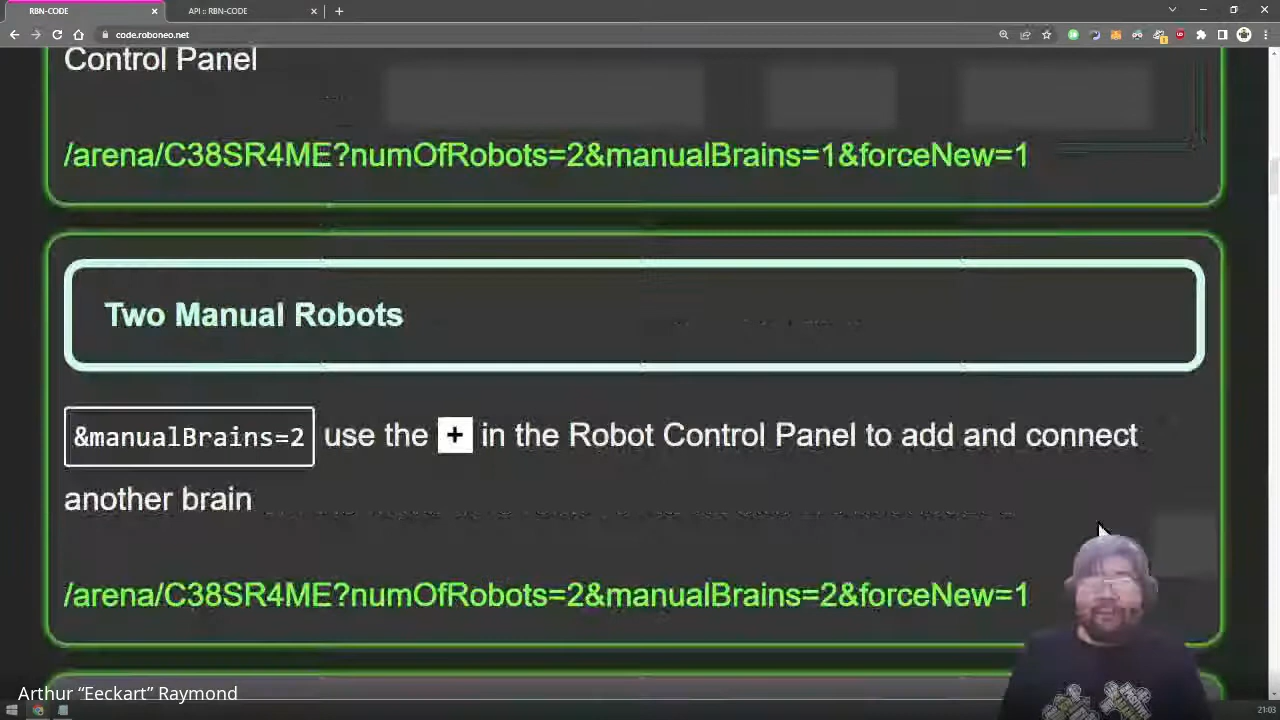 RBN-CODE
API :: RBN-CODE
code.roboneo.net
Control Panel
/arena/C38SR4ME?numOfRobots=2&manualBrains=1&forceNew=1
Two Manual Robots
&manualBrains=2 use the + in the Robot Control Panel to add and connect
another brain
/arena/C38SR4ME?numOfRobots=2&manualBrains=2&forceNew=1
Arthur “Eeckart” Raymond
21:03